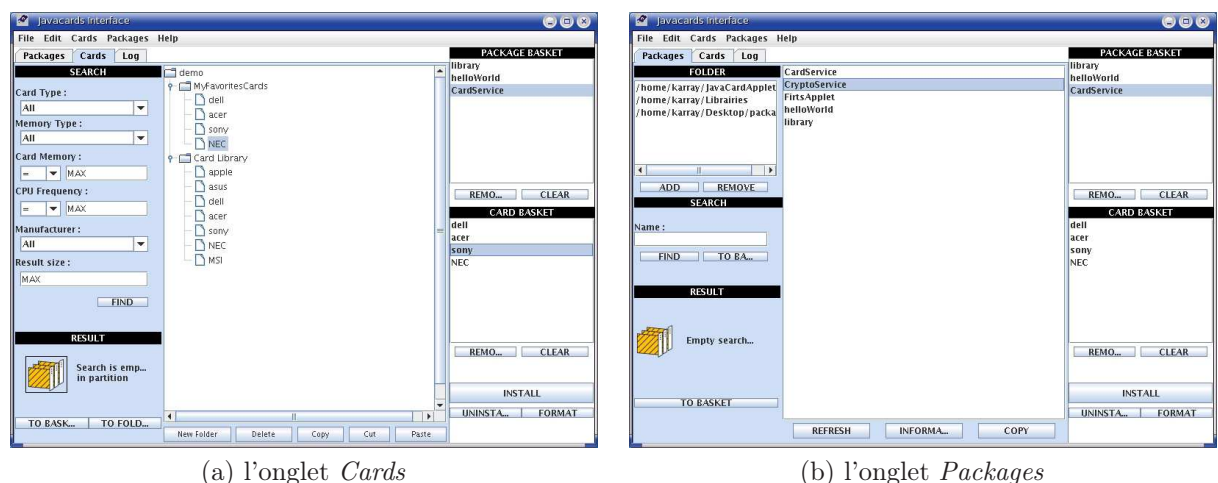 Javacards Interface
File Edit Cards Packages Help
Packages Cards Log
SEARCH
Card Type :
All
Memory Type :
All
Card Memory :
= MAX
CPU Frequency :
= MAX
Manufacturer :
All
Result size :
MAX
FIND
RESULT
Search is emp...
in partition
TO BASK... TO FOLD...
demo
MyFavoritesCards
dell
acer
sony
NEC
Card Library
apple
asus
dell
acer
sony
NEC
MSI
New Folder Delete Copy Cut Paste
PACKAGE BASKET
library
helloWorld
CardService
REMO... CLEAR
CARD BASKET
dell
acer
sony
NEC
REMO... CLEAR
INSTALL
UNINSTA... FORMAT
(a) l'onglet Cards
Javacards Interface
File Edit Cards Packages Help
Packages Cards Log
FOLDER
/home/karray/JavaCardApplet
/home/karray/Librairies
/home/karray/Desktop/packa
ADD REMOVE
SEARCH
Name :
FIND TO BA...
RESULT
Empty search...
TO BASKET
CardService
CryptoService
FirtsApplet
helloWorld
library
REFRESH INFORMA... COPY
PACKAGE BASKET
library
helloWorld
CardService
REMO... CLEAR
CARD BASKET
dell
acer
sony
NEC
REMO... CLEAR
INSTALL
UNINSTA... FORMAT
(b) l'onglet Packages